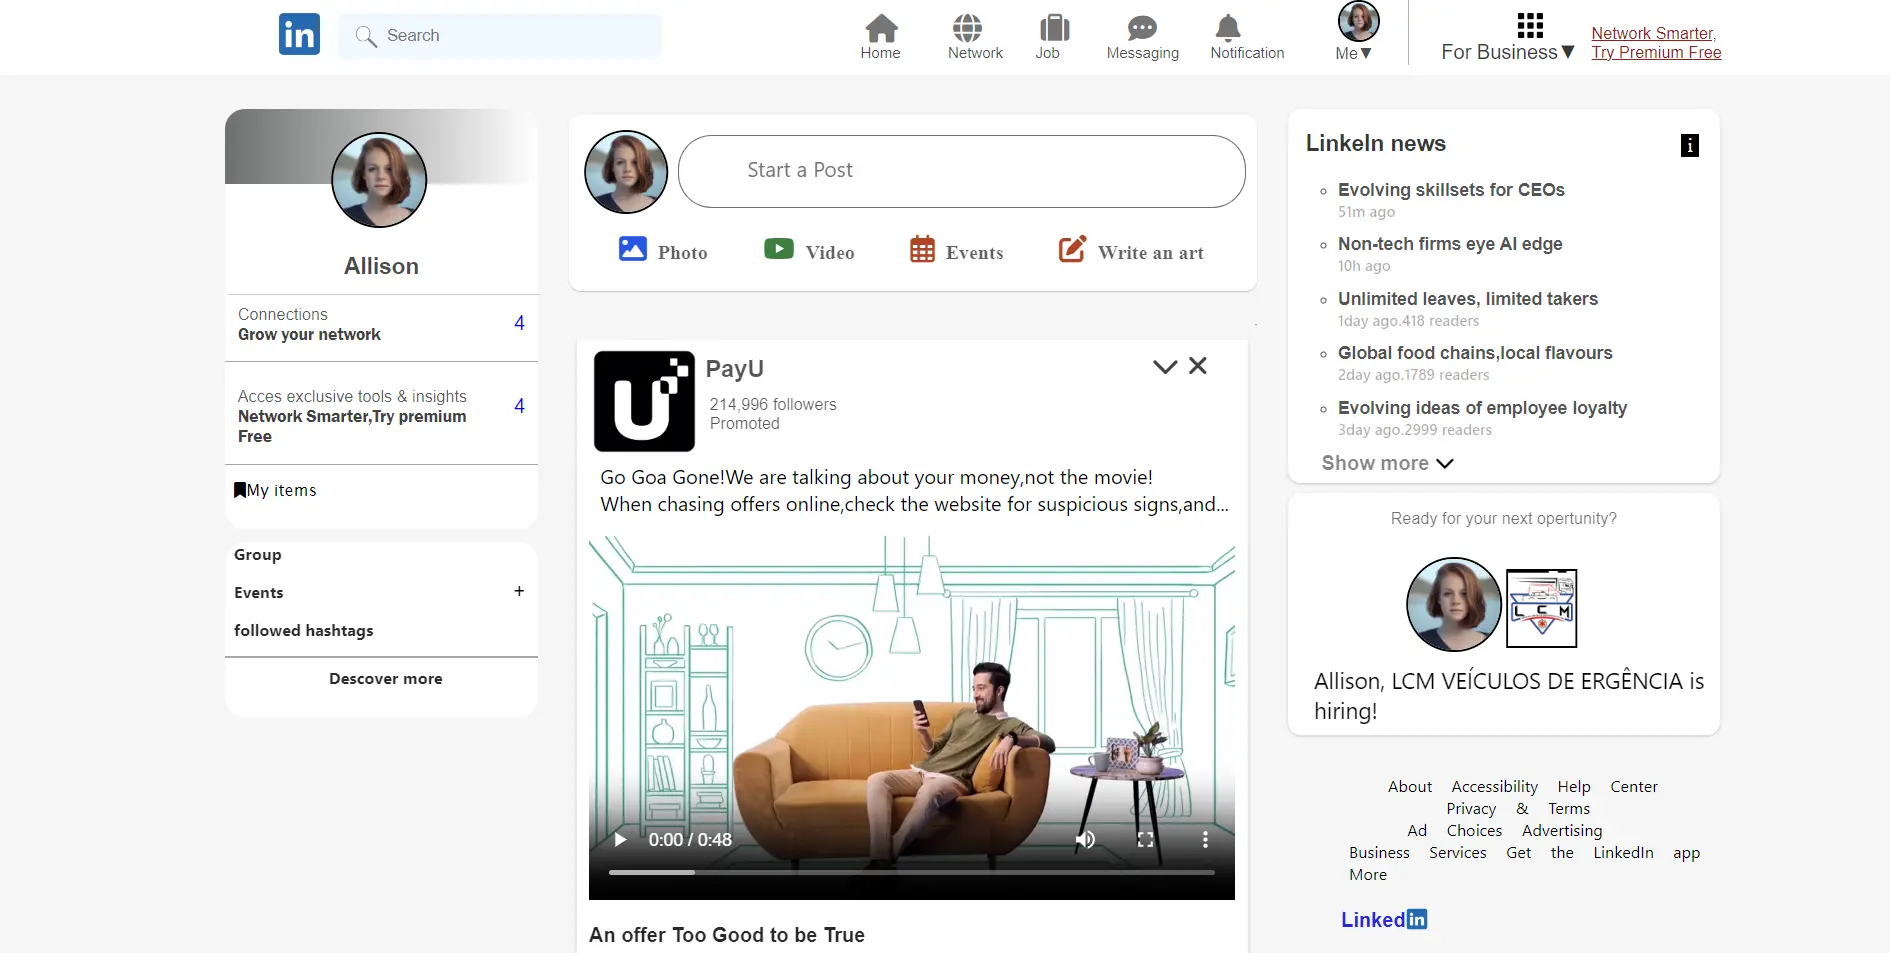 in
Search
Home
Network
Job
Messaging
Notification
Me▼
For Business▼
Network Smarter,
Try Premium Free
Allison
Connections
Grow your network
4
Acces exclusive tools & insights
Network Smarter,Try premium
Free
4
My items
Group
Events +
followed hashtags
Descover more
Start a Post
Photo
Video
Events
Write an art
U
PayU
214,996 followers
Promoted
Go Goa Gone!We are talking about your money,not the movie!
When chasing offers online,check the website for suspicious signs,and...
0:00 / 0:48
An offer Too Good to be True
LinkeIn news
i
Evolving skillsets for CEOs
51m ago
Non-tech firms eye AI edge
10h ago
Unlimited leaves, limited takers
1day ago.418 readers
Global food chains,local flavours
2day ago.1789 readers
Evolving ideas of employee loyalty
3day ago.2999 readers
Show more
Ready for your next opertunity?
LCM
Allison, LCM VEÍCULOS DE ERGÊNCIA is
hiring!
About Accessibility Help Center
Privacy & Terms
Ad Choices Advertising
Business Services Get the LinkedIn app
More
Linkedin